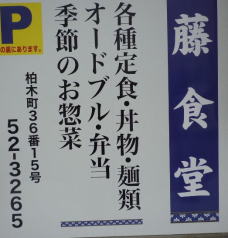 藤食堂
各種定食・丼物・麺類
オードブル・弁当
季節のお惣菜
P
の裏にあります。
柏木町36番15号
52-3265